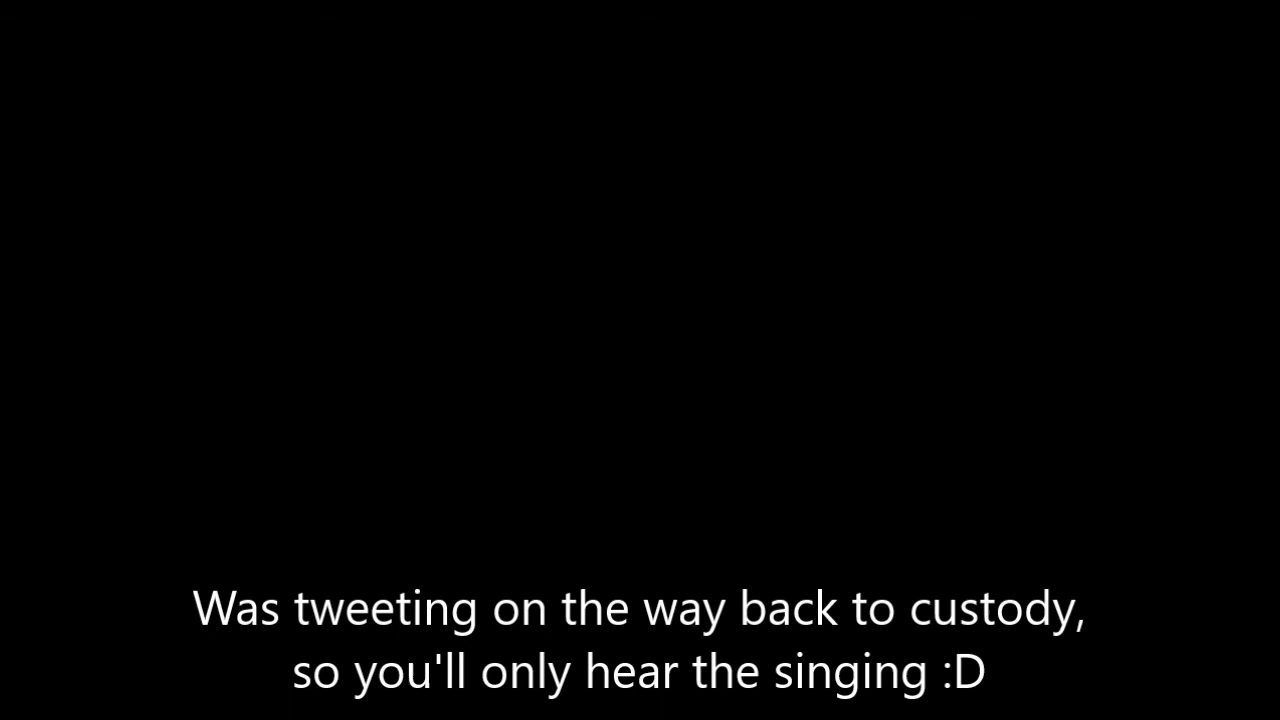 Was tweeting on the way back to custody,
so you'll only hear the singing :D